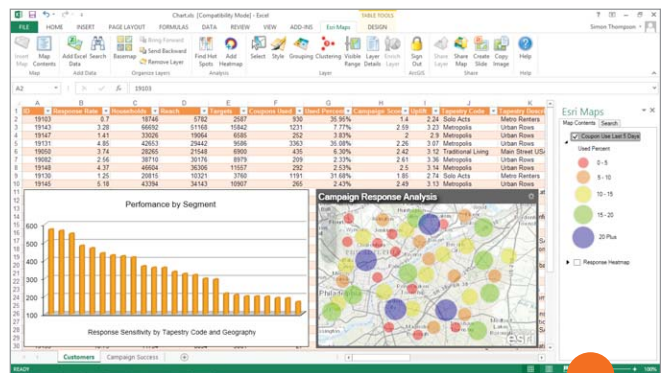 Charts.xls [Compatibility Mode] - Excel
TABLE TOOLS
FILE HOME INSERT PAGE LAYOUT FORMULAS DATA REVIEW VIEW ADD-INS Esri Maps DESIGN
Simon Thompson
Insert Map
Map Contents
Add Excel Data
Search
Basemap
Bring Forward
Send Backward
Remove Layer
Find Hot Spots
Add Heatmap
Select
Style
Grouping
Clustering
Visible Range
Layer Details
Sign Out
Share Map
Copy Image
Help
Map
Add Data
Organize Layers
Analysis
Layer
ArcGIS
Share
Help
A2
19103
A B C D E F G H I J K
ID Response Rate Households Reach Targets Coupons Used Used Percent Campaign Score Uplift Tapestry Code
19103 0.7 18746 5782 2587 930 35.95% 1.4 2.24 Solo Acts Metro Renters
19143 3.28 66692 51168 15842 1231 7.77% 2.59 3.23 Metropolis Urban Rows
19147 1.41 33026 19064 6585 252 3.83% 2 2.9 Metropolis Urban Rows
19131 4.85 42653 29442 9586 3363 35.08% 2.26 3.07 Metropolis Urban Rows
19050 3.74 28265 21548 6900 435 6.30% 2.42 3.12 Traditional Living Main Street USA
19082 2.56 38710 30176 8979 209 2.33% 2.61 3.36 Metropolis Urban Rows
19148 4.37 46604 36306 11557 292 2.53% 2.5 3.14 Metropolis Urban Rows
19130 1.25 20815 10321 3760 1191 31.68% 1.85 2.74 Solo Acts Metro Renters
19145 5.18 43394 34143 10907 265 2.43% 2.49 3.13 Metropolis Urban Rows
Perfomance by Segment
600
500
400
300
200
100
Response Sensitivity by Tapestry Code and Geography
Campaign Response Analysis
esri
Esri Maps
Map Contents Search
Coupon Use Last 5 Days
Used Percent
0 - 5
5 - 10
10 - 15
15 - 20
20 Plus
Response Heatmap
Customers Campaign Success
READY
100%